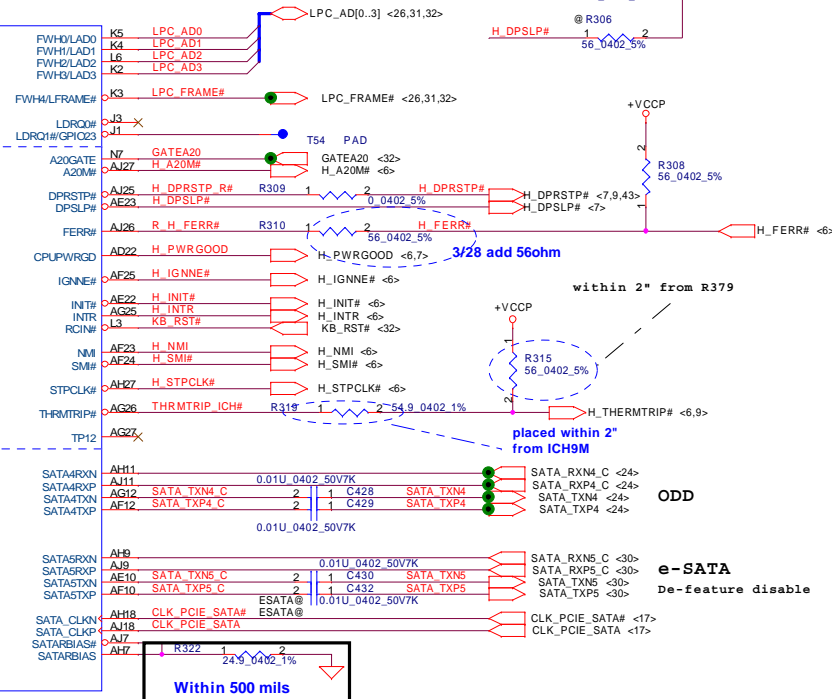 @ R306
H_DPSLP# 1 2
56_0402_5%
LPC_AD[0..3] <26,31,32>
FWH0/LAD0 K5 LPC_AD0
FWH1/LAD1 K4 LPC_AD1
FWH2/LAD2 L6 LPC_AD2
FWH3/LAD3 K2 LPC_AD3
FWH4/LFRAME# K3 LPC_FRAME# LPC_FRAME# <26,31,32>
LDRQ0# J3
LDRQ1#/GPIO23 J1
T54 PAD
+VCCP
A20GATE N7 GATEA20 GATEA20 <32>
A20M# AJ27 H_A20M# H_A20M# <6>
2 R308
56_0402_5%
1
DPRSTP# AJ25 H_DPRSTP_R# R309 1 2 H_DPRSTP# H_DPRSTP# <7,9,43>
DPSLP# AE23 H_DPSLP# 0_0402_5% H_DPSLP# <7>
FERR# AJ26 R_H_FERR# R310 1 2 H_FERR# H_FERR# <6>
56_0402_5%
3/28 add 56ohm
CPUPWRGD AD22 H_PWRGOOD H_PWRGOOD <6,7>
IGNNE# AF25 H_IGNNE# H_IGNNE# <6>
within 2" from R379
INIT# AE22 H_INIT# H_INIT# <6>
INTR AG25 H_INTR H_INTR <6>
RCIN# L3 KB_RST# KB_RST# <32>
+VCCP
NMI AF23 H_NMI H_NMI <6>
SMI# AF24 H_SMI# H_SMI# <6>
1 R315
56_0402_5%
2
STPCLK# AH27 H_STPCLK# H_STPCLK# <6>
THRMTRIP# AG26 THRMTRIP_ICH# R319 1 2 54.9_0402_1% H_THERMTRIP# <6,9>
TP12 AG27
placed within 2"
from ICH9M
SATA4RXN AH11 SATA_RXN4_C <24>
SATA4RXP AJ11 0.01U_0402_50V7K SATA_RXP4_C <24>
SATA4TXN AG12 SATA_TXN4_C 2 1 C428 SATA_TXN4 SATA_TXN4 <24>
SATA4TXP AF12 SATA_TXP4_C 2 1 C429 SATA_TXP4 SATA_TXP4 <24>
0.01U_0402_50V7K
ODD
SATA5RXN AH9 SATA_RXN5_C <30>
SATA5RXP AJ9 0.01U_0402_50V7K SATA_RXP5_C <30>
SATA5TXN AE10 SATA_TXN5_C 2 1 C430 SATA_TXN5 SATA_TXN5 <30>
SATA5TXP AF10 SATA_TXP5_C 2 1 C432 SATA_TXP5 SATA_TXP5 <30>
ESATA@ 0.01U_0402_50V7K
ESATA@
e-SATA
De-feature disable
SATA_CLKN AH18 CLK_PCIE_SATA# CLK_PCIE_SATA# <17>
SATA_CLKP AJ18 CLK_PCIE_SATA CLK_PCIE_SATA <17>
SATARBIAS# AJ7
SATARBIAS AH7 R322 1 2
24.9_0402_1%
Within 500 mils